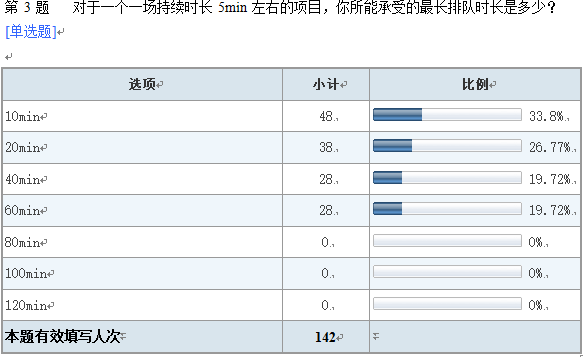 第 3 题 对于一个一场持续时长 5min 左右的项目，你所能承受的最长排队时长是多少？
[单选题]
选项 小计 比例
10min 48 33.8%
20min 38 26.77%
40min 28 19.72%
60min 28 19.72%
80min 0 0%
100min 0 0%
120min 0 0%
本题有效填写人次 142